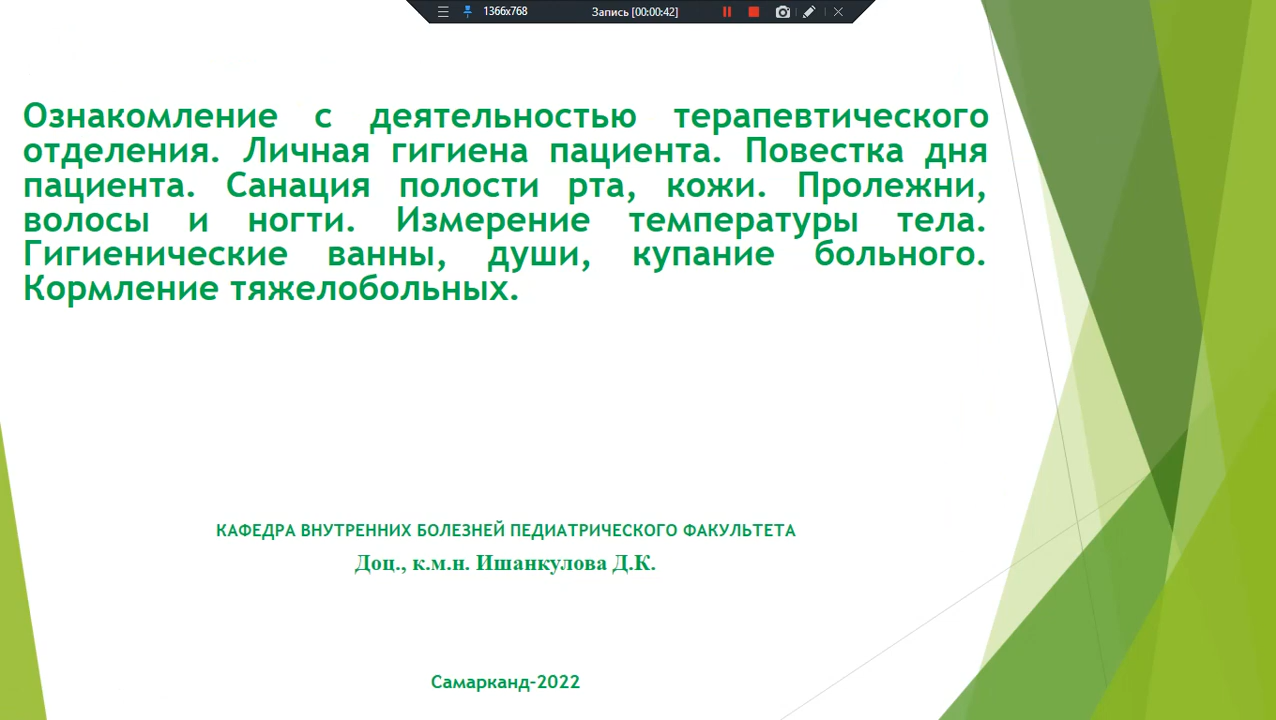 1366x768 Запись [00:00:42]
Ознакомление с деятельностью терапевтического
отделения. Личная гигиена пациента. Повестка дня
пациента. Санация полости рта, кожи. Пролежни,
волосы и ногти. Измерение температуры тела.
Гигиенические ванны, души, купание больного.
Кормление тяжелобольных.
КАФЕДРА ВНУТРЕННИХ БОЛЕЗНЕЙ ПЕДИАТРИЧЕСКОГО ФАКУЛЬТЕТА
Доц., к.м.н. Ишанкулова Д.К.
Самарканд-2022